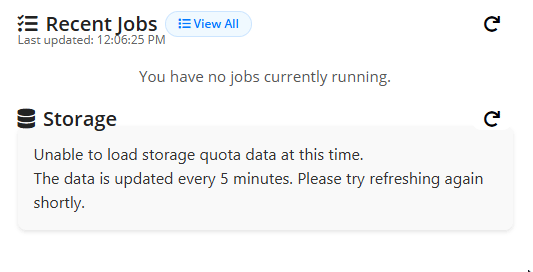 Recent Jobs View All
Last updated: 12:06:25 PM
You have no jobs currently running.
Storage
Unable to load storage quota data at this time.
The data is updated every 5 minutes. Please try refreshing again
shortly.